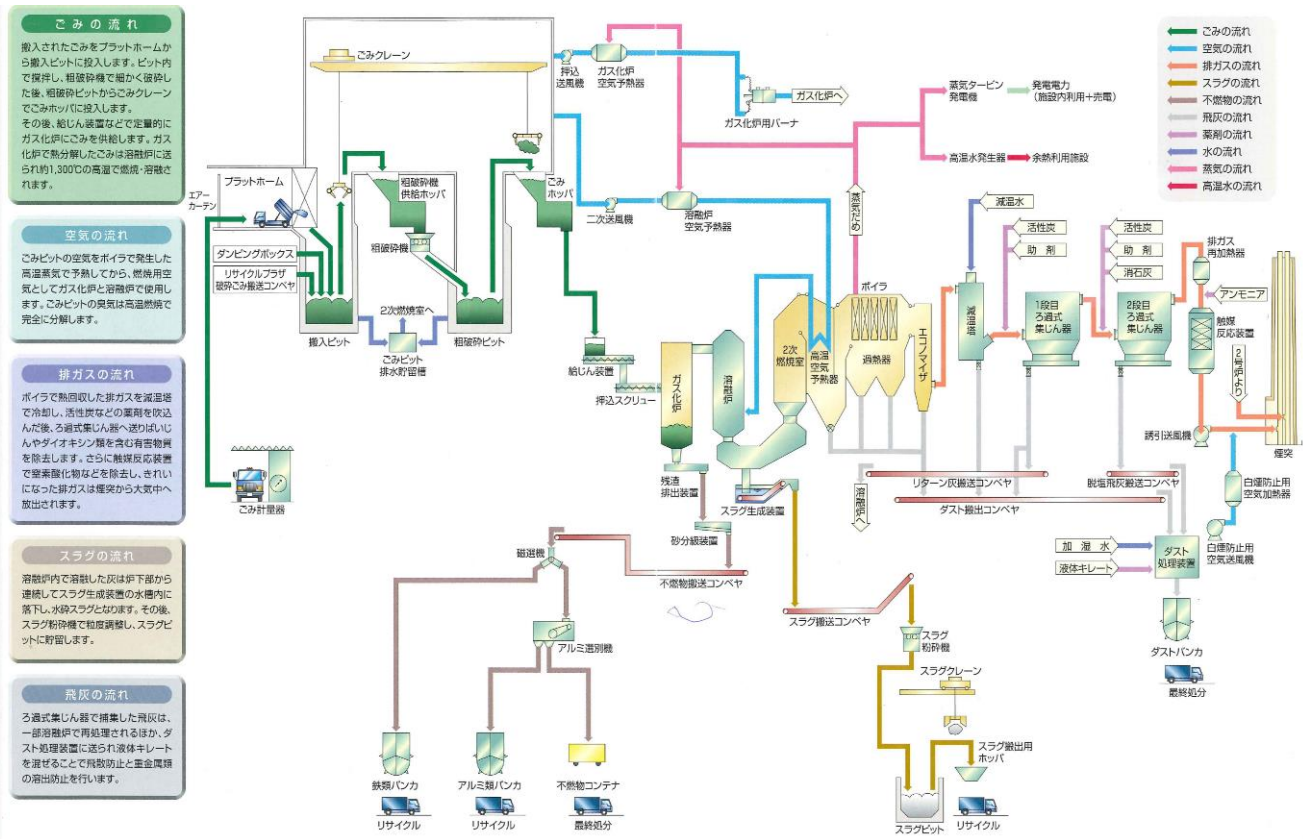 ごみの流れ
搬入されたごみをプラットホームか
ら搬入ピットに投入します。ピット内
で撹拌し、粗破砕機で細かく破砕し
た後、粗破砕ピットからごみクレーン
でごみホッパに投入します。
その後、給じん装置などで定量的に
ガス化炉にごみを供給します。ガス
化炉で熱分解したごみは溶融炉に送
られ約1,300℃の高温で燃焼・溶融さ
れます。
空気の流れ
ごみピットの空気をボイラで発生した
高温蒸気で予熱してから、燃焼用空
気としてガス化炉と溶融炉で使用し
ます。ごみピットの臭気は高温燃焼で
完全に分解します。
排ガスの流れ
ボイラで熱回収した排ガスを減温塔
で冷却し、活性炭などの薬剤を吹込
んだ後、ろ過式集じん器へ送りばいじ
んやダイオキシン類を含む有害物質
を除去します。さらに触媒反応装置
で窒素酸化物などを除去し、きれい
になった排ガスは煙突から大気中へ
放出されます。
スラグの流れ
溶融炉内で溶融した灰は炉下部から
連続してスラグ生成装置の水槽内に
落下し、水砕スラグとなります。その後、
スラグ粉砕機で粒度調整し、スラグピ
ットに貯留します。
飛灰の流れ
ろ過式集じん器で捕集した飛灰は、
一部溶融炉で再処理されるほか、ダ
スト処理装置に送られ液体キレート
を混ぜることで飛散防止と重金属類
の溶出防止を行います。
ごみクレーン
押込
送風機
ガス化炉
空気予熱器
ガス化炉用バーナ
ガス化炉へ
蒸気タービン
発電機
発電電力
(施設内利用+売電)
高温水発生器
余熱利用施設
ごみの流れ
空気の流れ
排ガスの流れ
スラグの流れ
不燃物の流れ
飛灰の流れ
薬剤の流れ
水の流れ
蒸気の流れ
高温水の流れ
エアー
カーテン
プラットホーム
ダンピングボックス
リサイクルプラザ
破砕ごみ搬送コンベヤ
粗破砕機
供給ホッパ
粗破砕機
ごみ
ホッパ
二次送風機
溶融炉
空気予熱器
蒸気だめ
減温水
活性炭
助剤
活性炭
助剤
消石灰
排ガス
再加熱器
アンモニア
触媒
反応装置
2号炉より
搬入ピット
2次燃焼室へ
ごみピット
排水貯留槽
粗破砕ピット
給じん装置
押込スクリュー
ガス化炉
溶融炉
2次
燃焼室
高温
空気
予熱器
ボイラ
過熱器
エコノマイザ
減温塔
1段目
ろ過式
集じん器
2段目
ろ過式
集じん器
誘引送風機
煙突
ごみ計量器
残渣
排出装置
スラグ生成装置
溶融炉へ
リターン灰搬送コンベヤ
ダスト搬出コンベヤ
脱塩飛灰搬送コンベヤ
白煙防止用
空気加熱器
白煙防止用
空気送風機
砂分級装置
磁選機
不燃物搬送コンベヤ
スラグ搬送コンベヤ
加湿水
液体キレート
ダスト
処理装置
ダストバンカ
最終処分
アルミ選別機
スラグ
粉砕機
スラグクレーン
スラグ搬出用
ホッパ
鉄類バンカ
アルミ類バンカ
不燃物コンテナ
リサイクル
リサイクル
最終処分
スラグピット
リサイクル